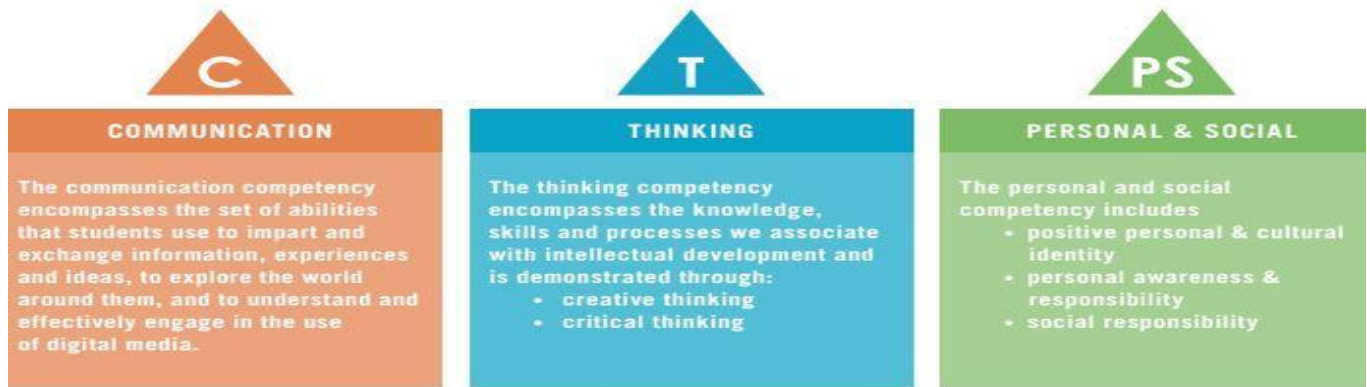 C
COMMUNICATION
The communication competency
encompasses the set of abilities
that students use to impart and
exchange information, experiences
and ideas, to explore the world
around them, and to understand and
effectively engage in the use
of digital media.
T
THINKING
The thinking competency
encompasses the knowledge,
skills and processes we associate
with intellectual development and
is demonstrated through:
• creative thinking
• critical thinking
PS
PERSONAL & SOCIAL
The personal and social
competency includes
• positive personal & cultural
identity
• personal awareness &
responsibility
• social responsibility